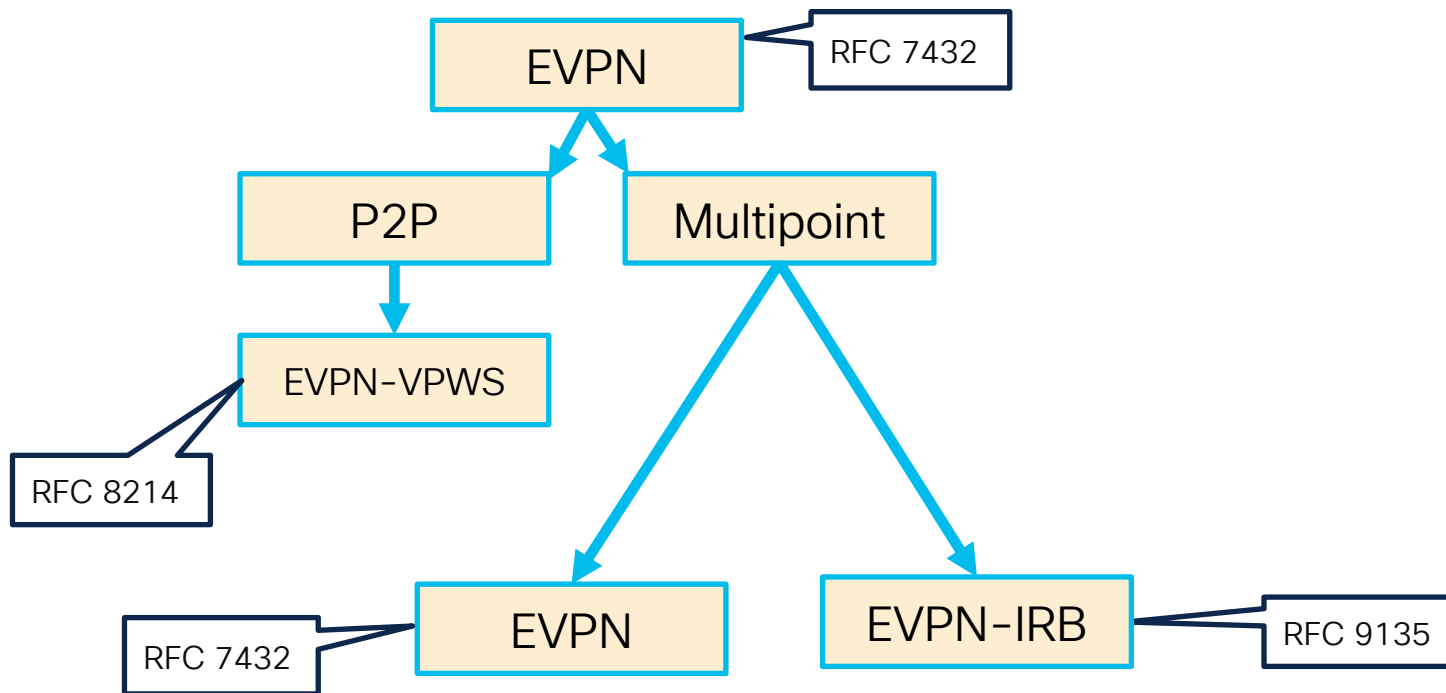 EVPN
RFC 7432
P2P
Multipoint
EVPN-VPWS
RFC 8214
EVPN
EVPN-IRB
RFC 7432
RFC 9135